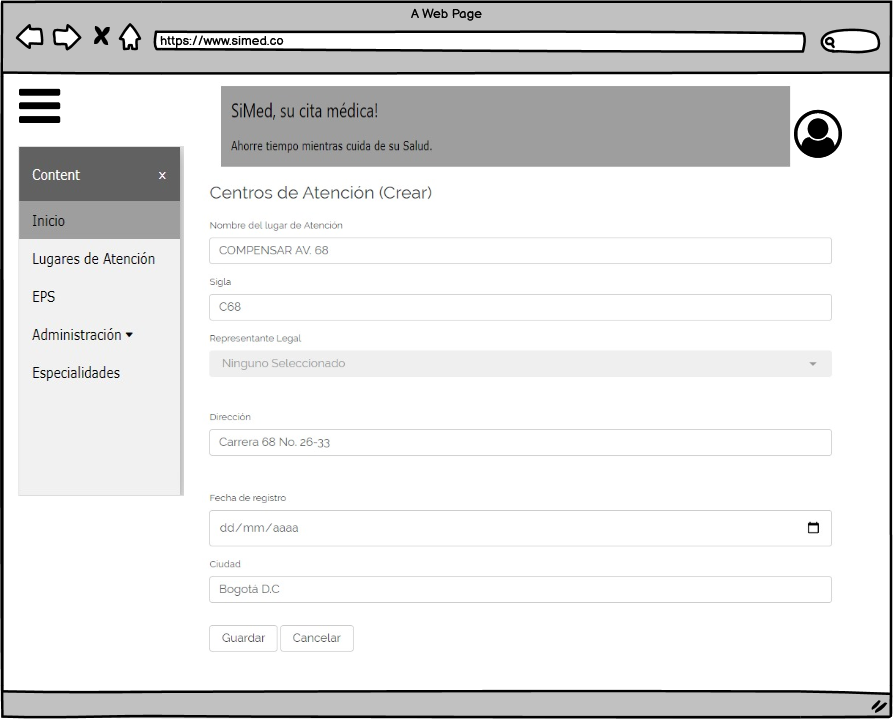 A Web Page
https://www.simed.co
SiMed, su cita médica!
Ahorre tiempo mientras cuida de su Salud.
Content x
Inicio
Lugares de Atención
EPS
Administración
Especialidades
Centros de Atención (Crear)
Nombre del lugar de Atención
COMPENSAR AV. 68
Sigla
C68
Representante Legal
Ninguno Seleccionado
Dirección
Carrera 68 No. 26-33
Fecha de registro
dd/mm/aaaa
Ciudad
Bogotá D.C
Guardar Cancelar